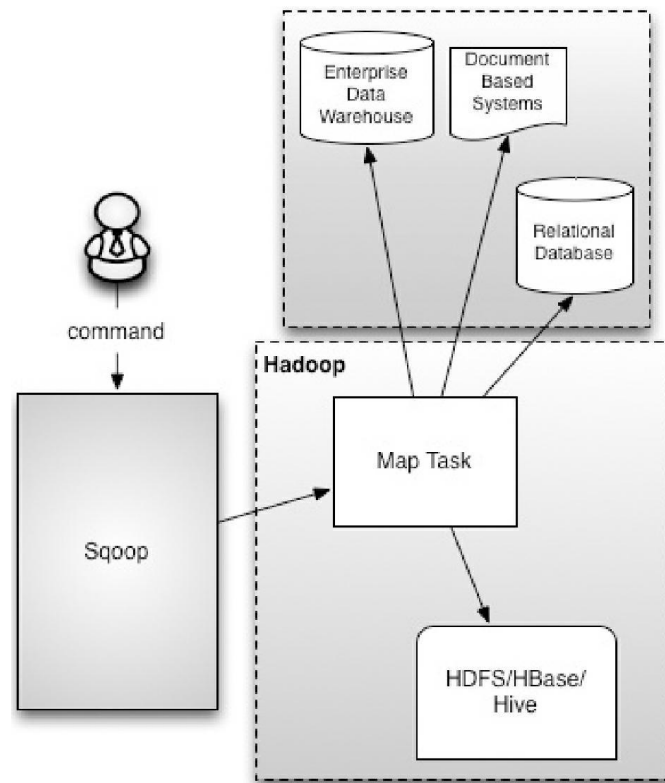 Enterprise
Data
Warehouse
Document
Based
Systems
Relational
Database
command
Hadoop
Map Task
Sqoop
HDFS/HBase/
Hive